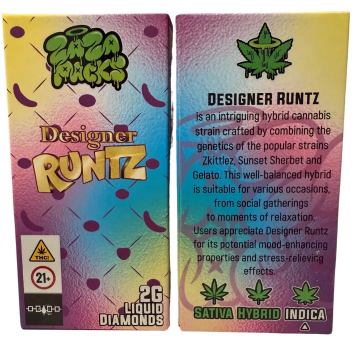 ZAZA
PACKS
Designer
RUNTZ
THC!
21+
2G
LIQUID
DIAMONDS
DESIGNER RUNTZ
is an intriguing hybrid cannabis
strain crafted by combining the
genetics of the popular strains
Zkittlez, Sunset Sherbet and
Gelato. This well-balanced hybrid
is suitable for various occasions,
from social gatherings
to moments of relaxation.
Users appreciate Designer Runtz
for its potential mood-enhancing
properties and stress-relieving
effects.
SATIVA HYBRID INDICA